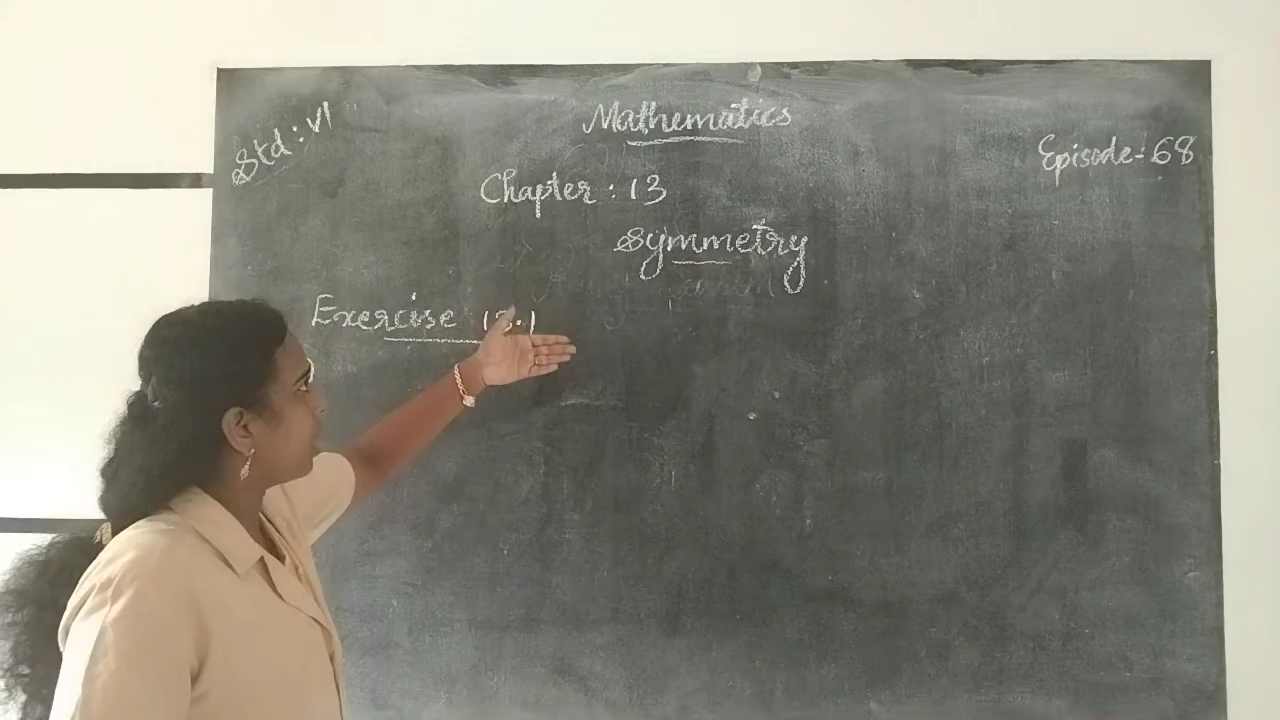 Std : VI
Mathematics
Episode - 68
Chapter : 13
Symmetry
Exercise 13.1